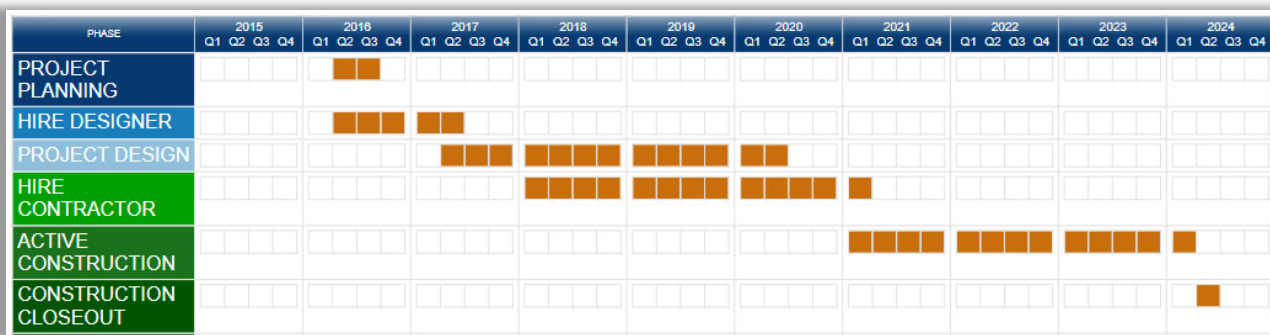 PHASE 2015 2016 2017 2018 2019 2020 2021 2022 2023 2024
Q1 Q2 Q3 Q4 Q1 Q2 Q3 Q4 Q1 Q2 Q3 Q4 Q1 Q2 Q3 Q4 Q1 Q2 Q3 Q4 Q1 Q2 Q3 Q4 Q1 Q2 Q3 Q4 Q1 Q2 Q3 Q4 Q1 Q2 Q3 Q4 Q1 Q2 Q3 Q4
PROJECT
PLANNING
HIRE DESIGNER
PROJECT DESIGN
HIRE
CONTRACTOR
ACTIVE
CONSTRUCTION
CONSTRUCTION
CLOSEOUT